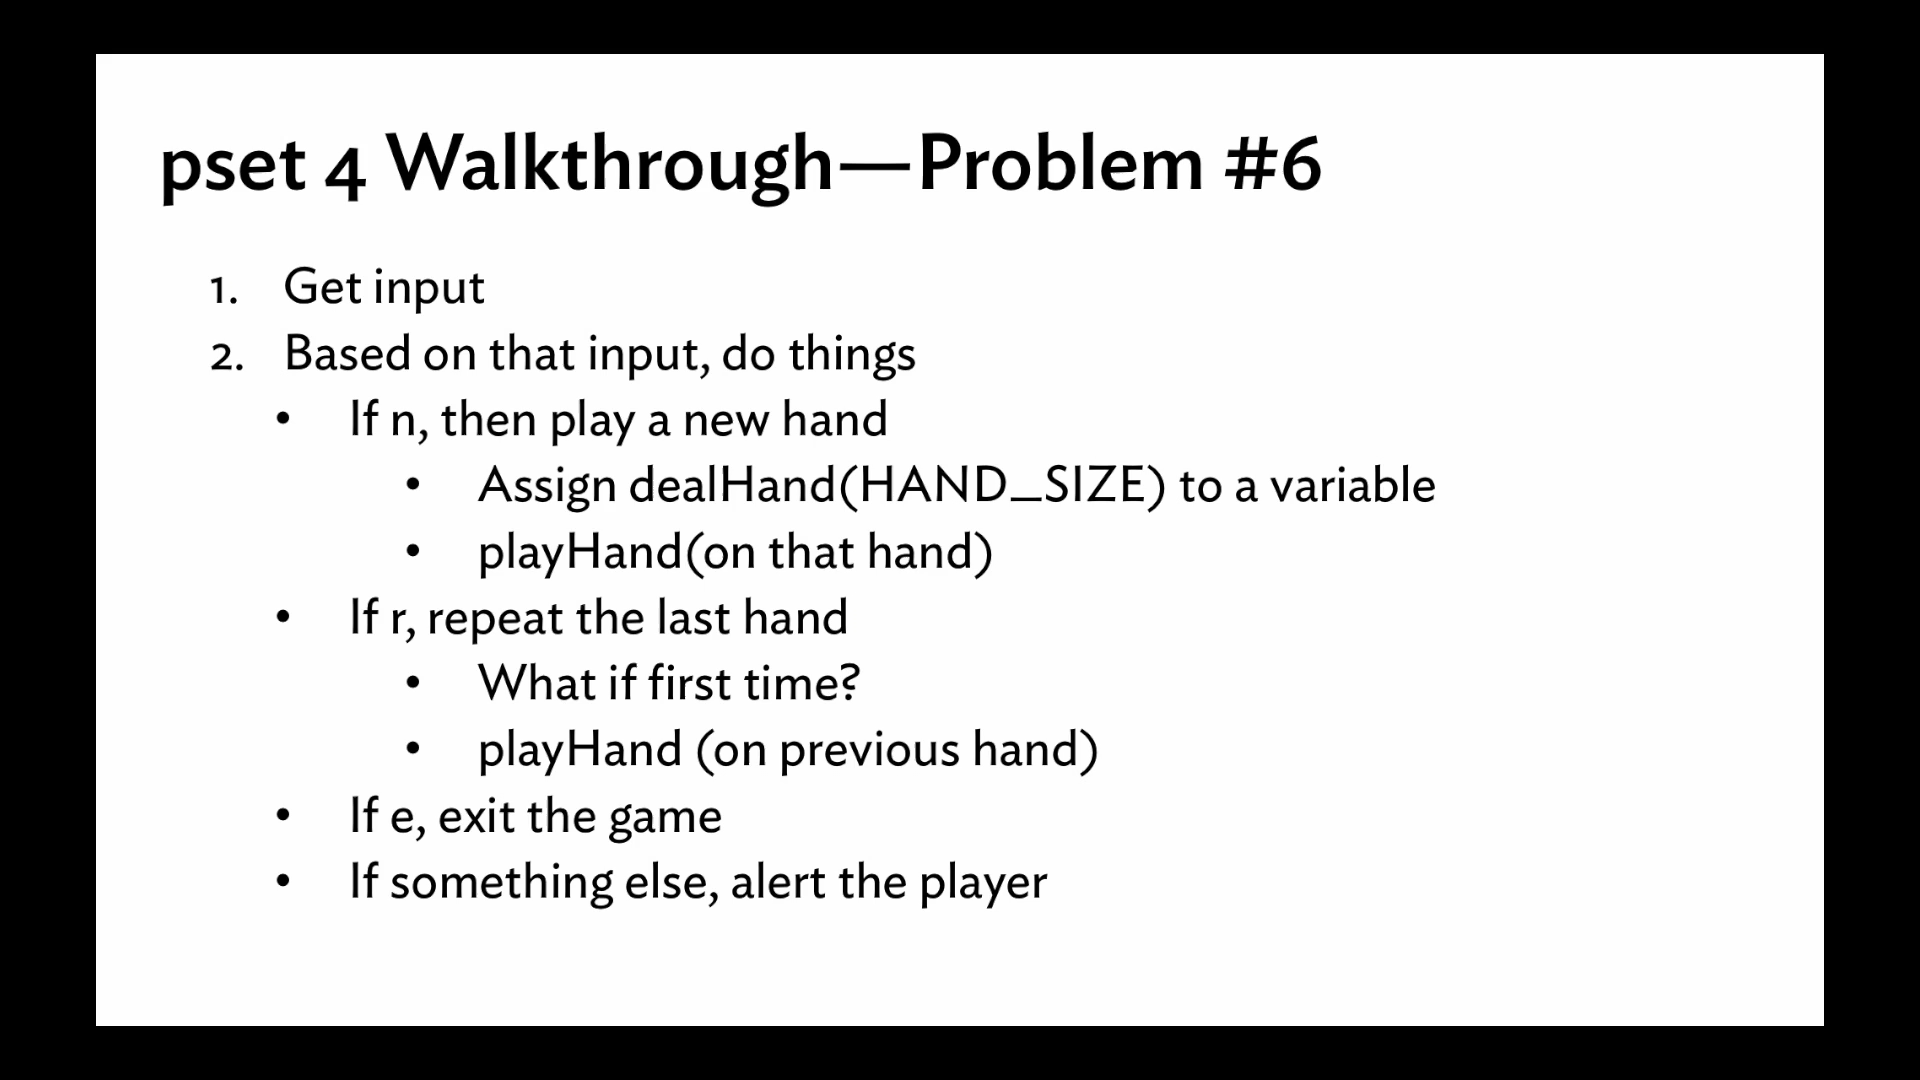 pset 4 Walkthrough—Problem #6
1. Get input
2. Based on that input, do things
• If n, then play a new hand
• Assign dealHand(HAND_SIZE) to a variable
• playHand(on that hand)
• If r, repeat the last hand
• What if first time?
• playHand (on previous hand)
• If e, exit the game
• If something else, alert the player